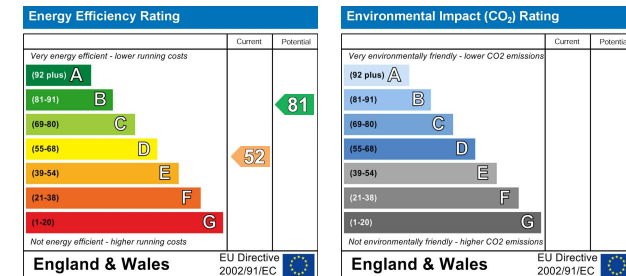 Energy Efficiency Rating
Current Potential
Very energy efficient - lower running costs
(92 plus) A
(81-91) B
81
(69-80) C
(55-68) D
52
(39-54) E
(21-38) F
(1-20) G
Not energy efficient - higher running costs
England & Wales
EU Directive
2002/91/EC
Environmental Impact (CO₂) Rating
Current Potential
Very environmentally friendly - lower CO2 emissions
(92 plus) A
(81-91) B
(69-80) C
(55-68) D
(39-54) E
(21-38) F
(1-20) G
Not environmentally friendly - higher CO2 emissions
England & Wales
EU Directive
2002/91/EC